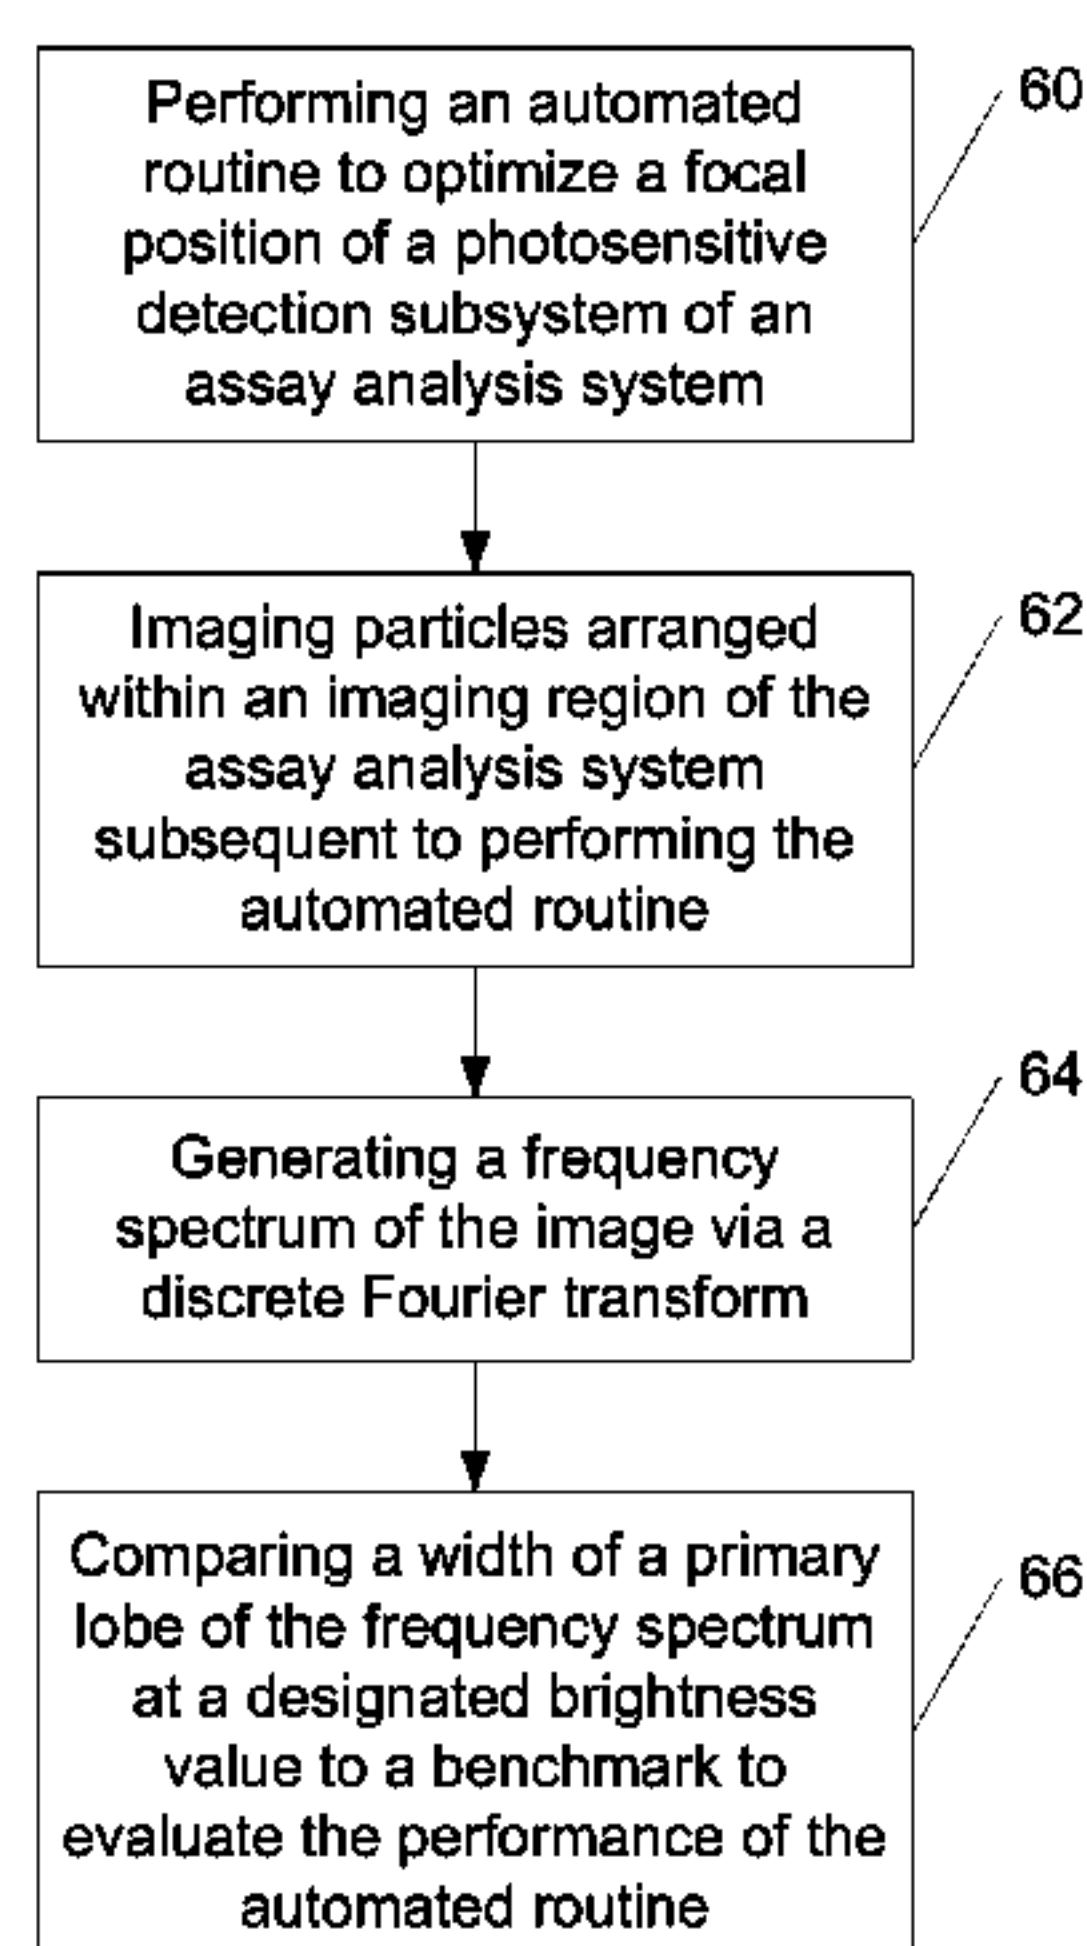 Performing an automated
routine to optimize a focal
position of a photosensitive
detection subsystem of an
assay analysis system
60
Imaging particles arranged
within an imaging region of the
assay analysis system
subsequent to performing the
automated routine
62
Generating a frequency
spectrum of the image via a
discrete Fourier transform
64
Comparing a width of a primary
lobe of the frequency spectrum
at a designated brightness
value to a benchmark to
evaluate the performance of the
automated routine
66